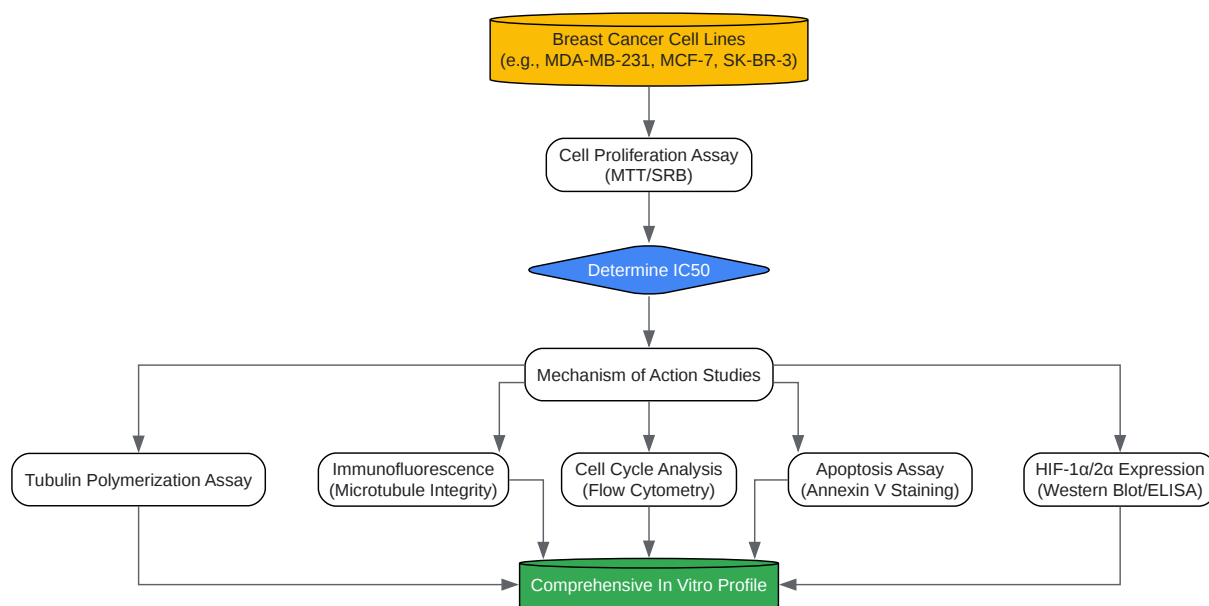 Breast Cancer Cell Lines
(e.g., MDA-MB-231, MCF-7, SK-BR-3)
Cell Proliferation Assay
(MTT/SRB)
Determine IC50
Mechanism of Action Studies
Tubulin Polymerization Assay
Immunofluorescence
(Microtubule Integrity)
Cell Cycle Analysis
(Flow Cytometry)
Apoptosis Assay
(Annexin V Staining)
HIF-1α/2α Expression
(Western Blot/ELISA)
Comprehensive In Vitro Profile